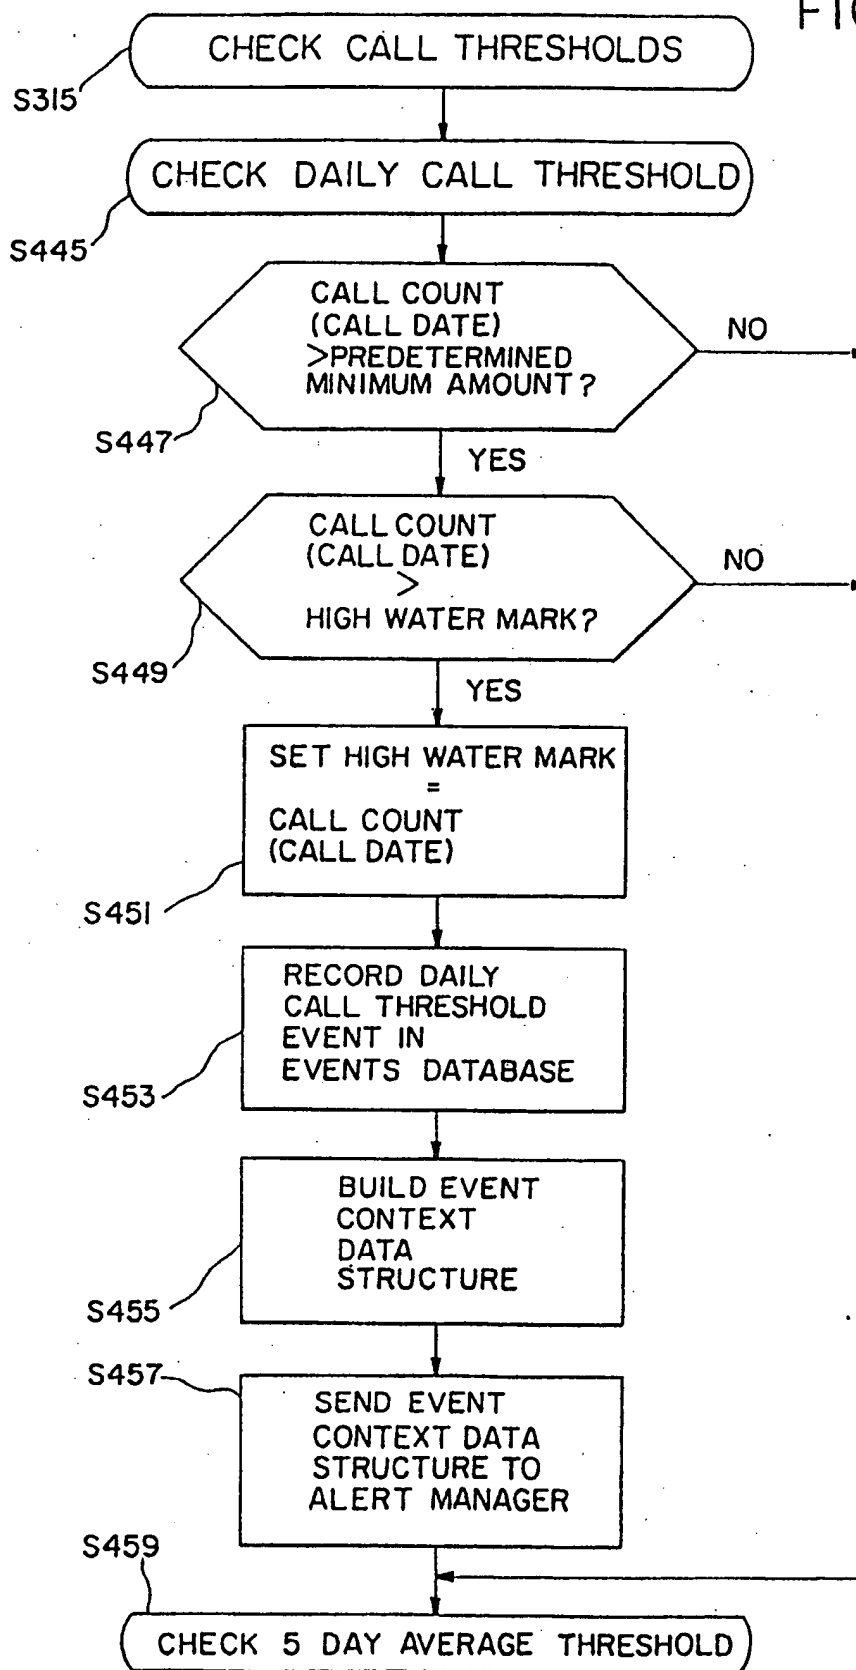 FIG
CHECK CALL THRESHOLDS
S315
CHECK DAILY CALL THRESHOLD
S445
CALL COUNT
(CALL DATE)
>PREDETERMINED
MINIMUM AMOUNT?
NO
S447
YES
CALL COUNT
(CALL DATE)
>
HIGH WATER MARK?
NO
S449
YES
SET HIGH WATER MARK
=
CALL COUNT
(CALL DATE)
S451
RECORD DAILY
CALL THRESHOLD
EVENT IN
EVENTS DATABASE
S453
BUILD EVENT
CONTEXT
DATA
STRUCTURE
S455
S457
SEND EVENT
CONTEXT DATA
STRUCTURE TO
ALERT MANAGER
S459
CHECK 5 DAY AVERAGE THRESHOLD